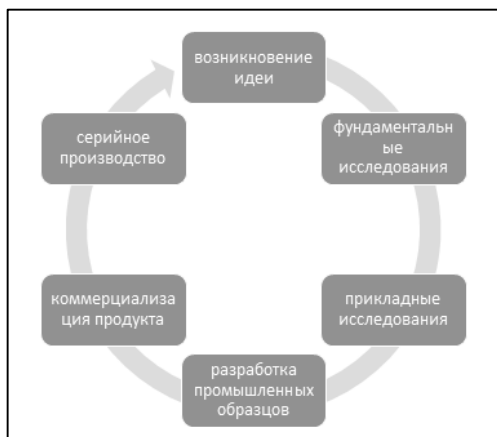 возникновение
идеи
фундаментальн
ые
исследования
прикладные
исследования
разработка
промышленных
образцов
коммерциализа
ция продукта
серийное
производство